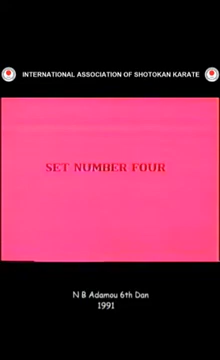 INTERNATIONAL ASSOCIATION OF SHOTOKAN KARATE
SET NUMBER FOUR
N B Adamou 6th Dan
1991